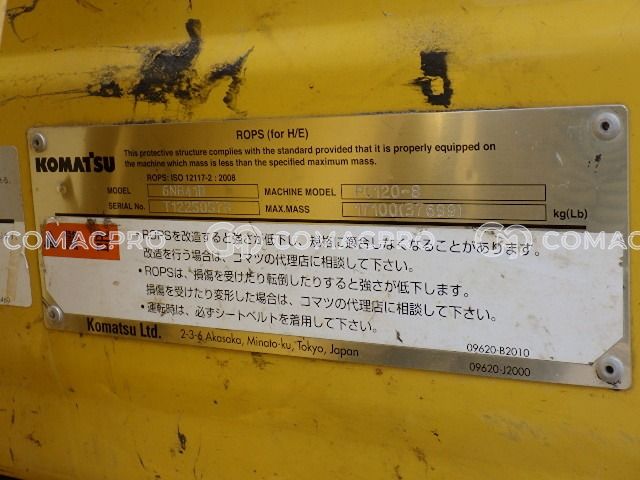 ROPS (for H/E)
This protective structure complies with the standard provided that it is properly equipped on
the machine which mass is less than the specified maximum mass.
KOMATSU
ROPS: ISO 12117-2 : 2008
MODEL MACHINE MODEL PC120-8
SERIAL No. MAX.MASS 17100(37699) kg(Lb)
COMACPRO COMACPRO COMACPRO
・ROPSを改造すると強さが低下し、規格に適合しなくなることがあります。
改造を行う場合は、コマツの代理店に相談して下さい。
・ROPSは、損傷を受けたり転倒したりすると強さが低下します。
損傷を受けたり変形した場合は、コマツの代理店に相談して下さい。
・運転時は、必ずシートベルトを着用して下さい。
Komatsu Ltd. 2-3-6, Akasaka, Minato-ku, Tokyo, Japan
09620-B2010
09620-J2000